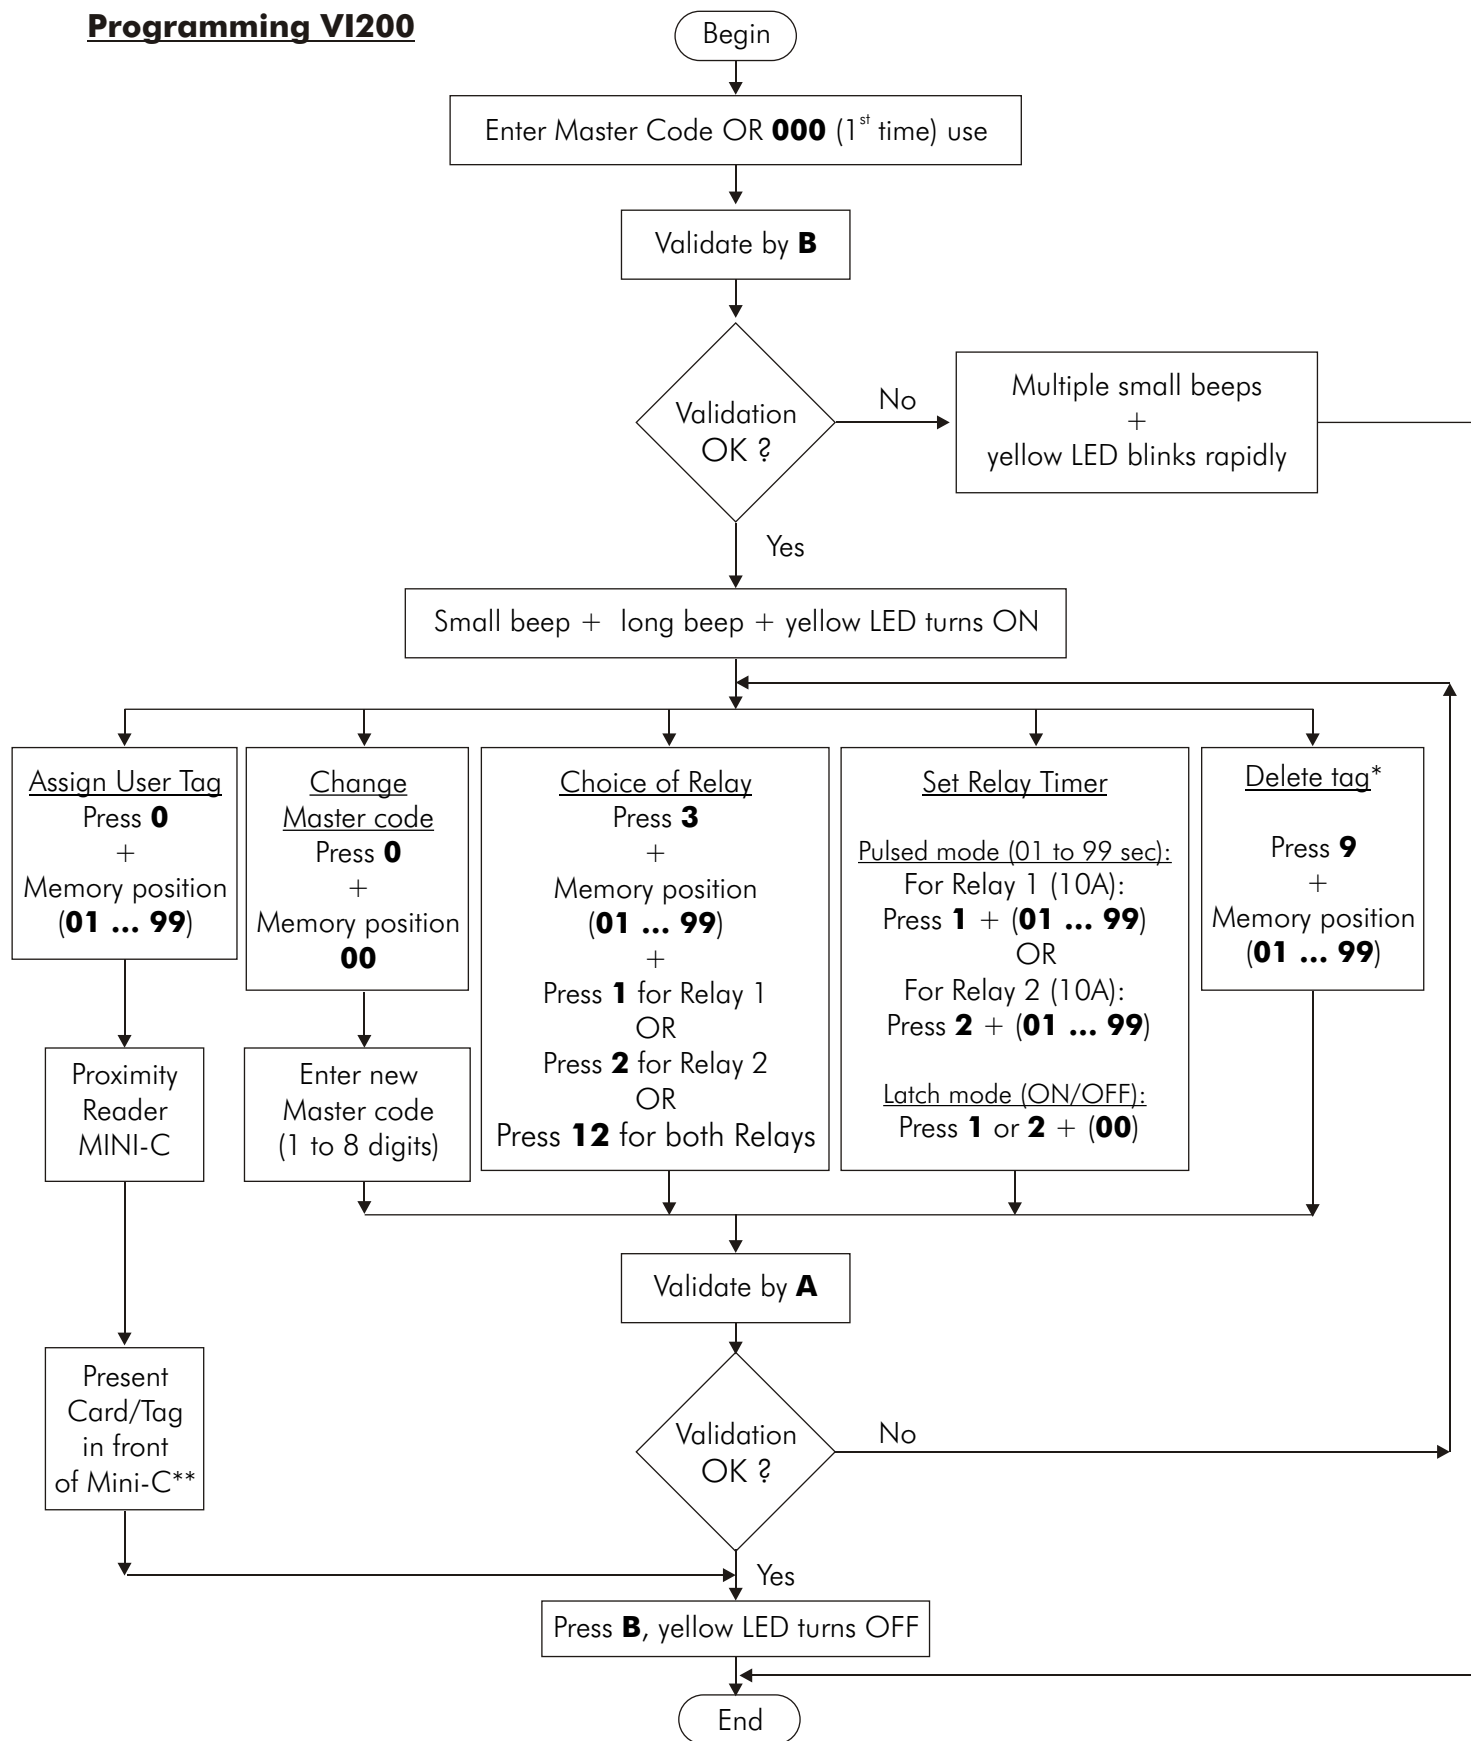 Programming VI200
Begin
Enter Master Code OR 000 (1st time) use
Validate by B
Validation
OK ?
No
Multiple small beeps
+
yellow LED blinks rapidly
Yes
Small beep + long beep + yellow LED turns ON
Assign User Tag
Press 0
+
Memory position
(01 ... 99)
Change
Master code
Press 0
+
Memory position
00
Choice of Relay
Press 3
+
Memory position
(01 ... 99)
+
Press 1 for Relay 1
OR
Press 2 for Relay 2
OR
Press 12 for both Relays
Set Relay Timer
Pulsed mode (01 to 99 sec):
For Relay 1 (10A):
Press 1 + (01 ... 99)
OR
For Relay 2 (10A):
Press 2 + (01 ... 99)
Latch mode (ON/OFF):
Press 1 or 2 + (00)
Delete tag*
Press 9
+
Memory position
(01 ... 99)
Proximity
Reader
MINI-C
Enter new
Master code
(1 to 8 digits)
Validate by A
Present
Card/Tag
in front
of Mini-C**
Validation
OK ?
No
Yes
Press B, yellow LED turns OFF
End